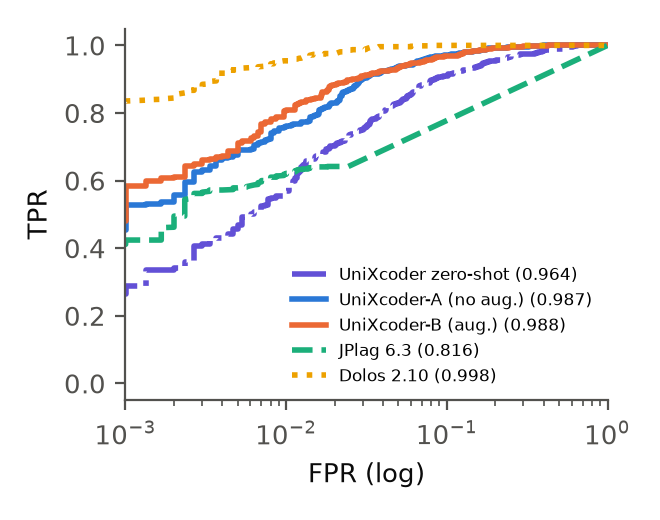 1.0
0.8
0.6
0.4
0.2
0.0
TPR
UniXcoder zero-shot (0.964)
UniXcoder-A (no aug.) (0.987)
UniXcoder-B (aug.) (0.988)
JPlag 6.3 (0.816)
Dolos 2.10 (0.998)
10⁻³ 10⁻² 10⁻¹ 10⁰
FPR (log)